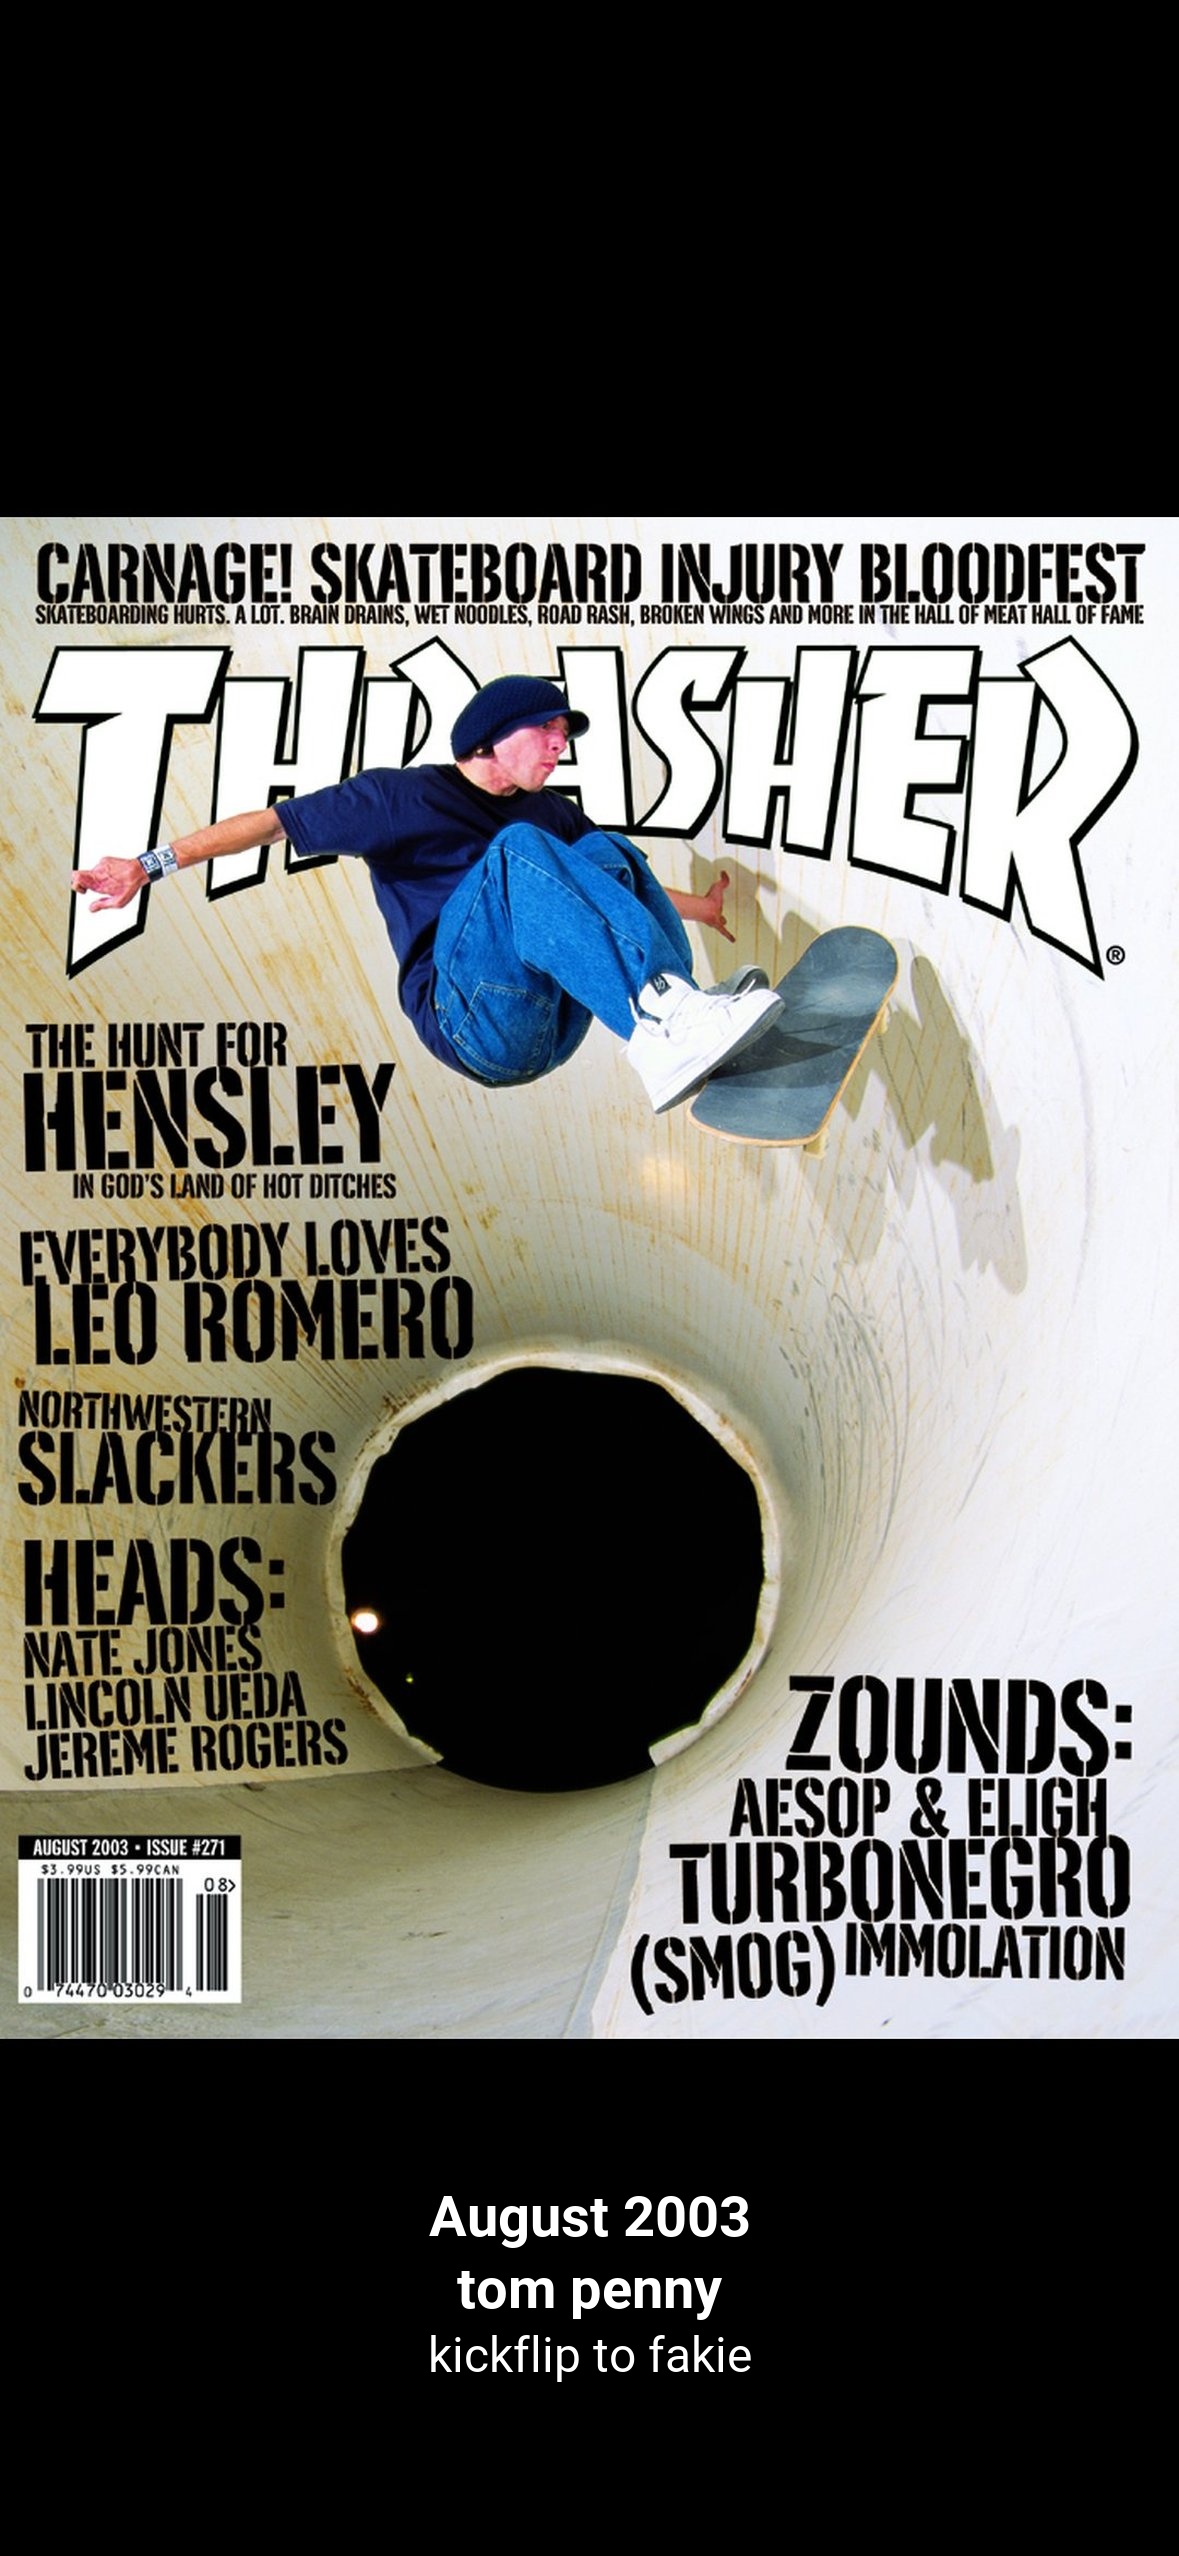 CARNAGE! SKATEBOARD INJURY BLOODFEST
SKATEBOARDING HURTS. A LOT. BRAIN DRAINS, WET NOODLES, ROAD RASH, BROKEN WINGS AND MORE IN THE HALL OF MEAT HALL OF FAME
THRASHER®
THE HUNT FOR
HENSLEY
IN GOD'S LAND OF HOT DITCHES
EVERYBODY LOVES
LEO ROMERO
NORTHWESTERN
SLACKERS
HEADS:
NATE JONES
LINCOLN UEDA
JEREME ROGERS
ZOUNDS:
AESOP & ELIGH
TURBONEGRO
(SMOG) IMMOLATION
AUGUST 2003 • ISSUE #271
$3.99US $5.99CAN
08>
0 74470 03029 4
August 2003
tom penny
kickflip to fakie